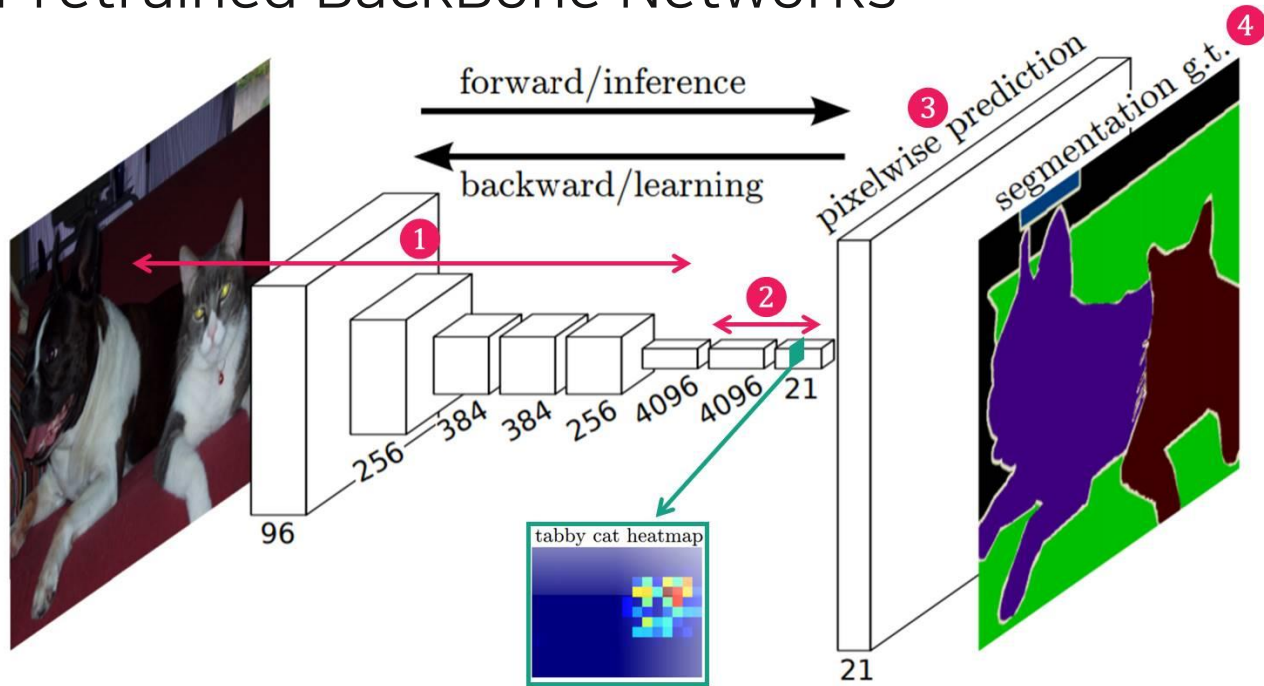 Pretrained BackBone Networks
4
forward/inference
backward/learning
3
pixelwise prediction
segmentation g.t.
1
2
96
256
384
384
256
4096
4096
21
21
tabby cat heatmap